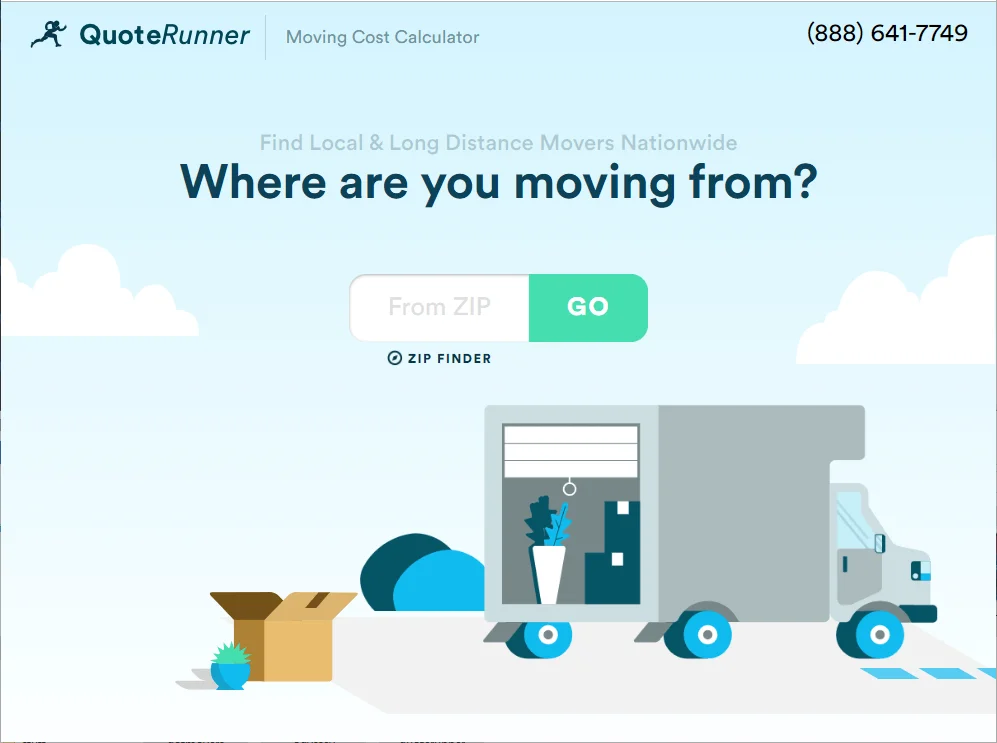 QuoteRunner
Moving Cost Calculator
(888) 641-7749
Find Local & Long Distance Movers Nationwide
Where are you moving from?
From ZIP
GO
ZIP FINDER